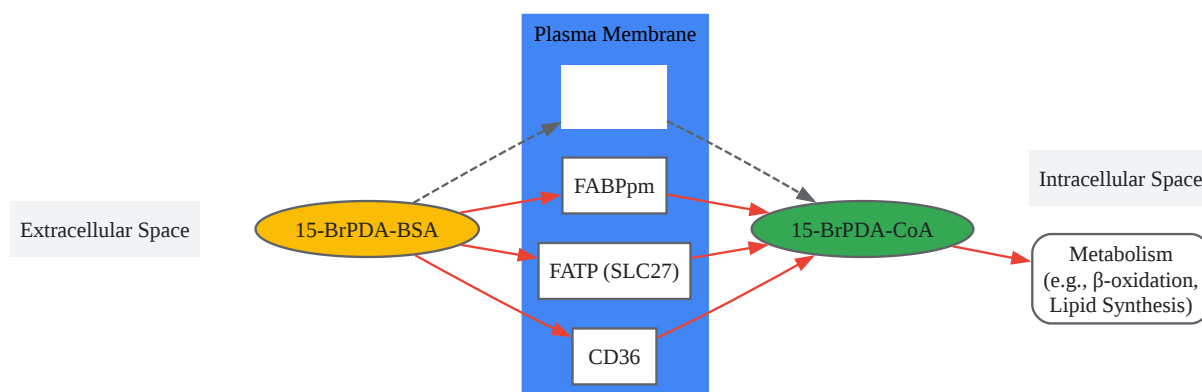 Plasma Membrane
FABPpm
Extracellular Space
15-BrPDA-BSA
FATP (SLC27)
CD36
15-BrPDA-CoA
Intracellular Space
Metabolism
(e.g., β-oxidation,
Lipid Synthesis)